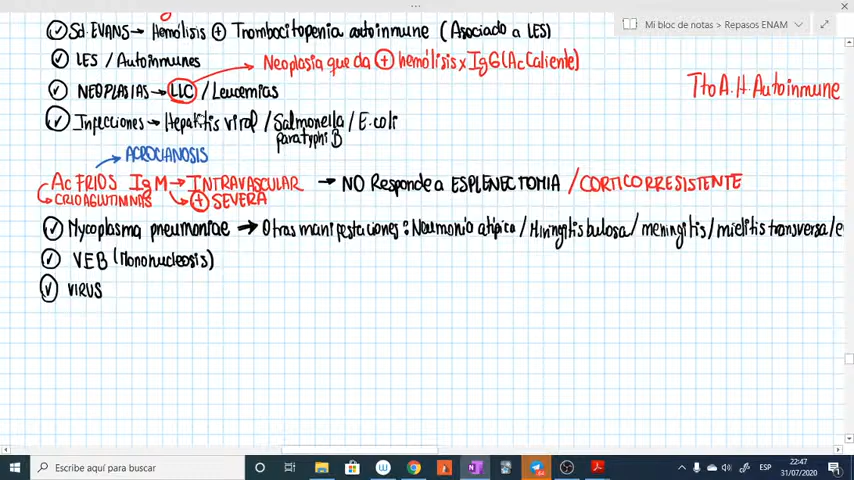 Mi bloc de notas > Repasos ENAM
Sd. EVANS → Hemólisis + Trombocitopenia autoinmune (Asociado a LES)
LES / Autoinmunes
Neoplasia que da + hemólisis x IgG (Ac Caliente)
Tto A.H. Autoinmune
NEOPLASIAS → LLC / Leucemias
Infecciones → Hepatitis viral / Salmonella / E. coli
paratyphi B
ACROCIANOSIS
Ac FRIOS IgM → INTRAVASCULAR → NO Responde a ESPLENECTOMIA / CORTICORRESISTENTE
CRIOAGLUTININAS + SEVERA
Mycoplasma pneumoniae → Otras manifestaciones: Neumonia atípica / Miringitis bulosa / meningitis / mielitis transversa /
VEB (Mononucleosis)
VIRUS
Escribe aquí para buscar
ESP
22:47
31/07/2020